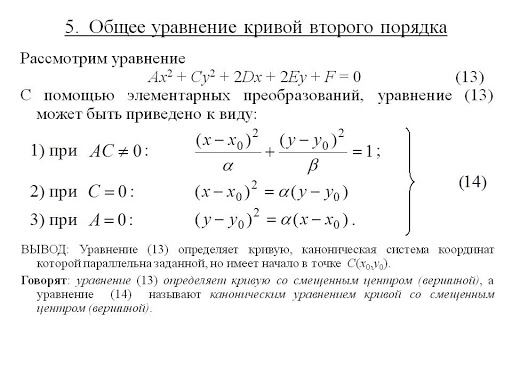 5. Общее уравнение кривой второго порядка
Рассмотрим уравнение
Ax² + Cy² + 2Dx + 2Ey + F = 0 (13)
С помощью элементарных преобразований, уравнение (13)
может быть приведено к виду:
1) при AC ≠ 0 : (x – x₀)²/α + (y – y₀)²/β = 1 ;
2) при C = 0 : (x – x₀)² = α(y – y₀)
(14)
3) при A = 0 : (y – y₀)² = α(x – x₀) .
ВЫВОД: Уравнение (13) определяет кривую, каноническая система координат
которой параллельна заданной, но имеет начало в точке C(x₀,y₀).
Говорят: уравнение (13) определяет кривую со смещенным центром (вершиной), а
уравнение (14) называют каноническим уравнением кривой со смещенным
центром (вершиной).